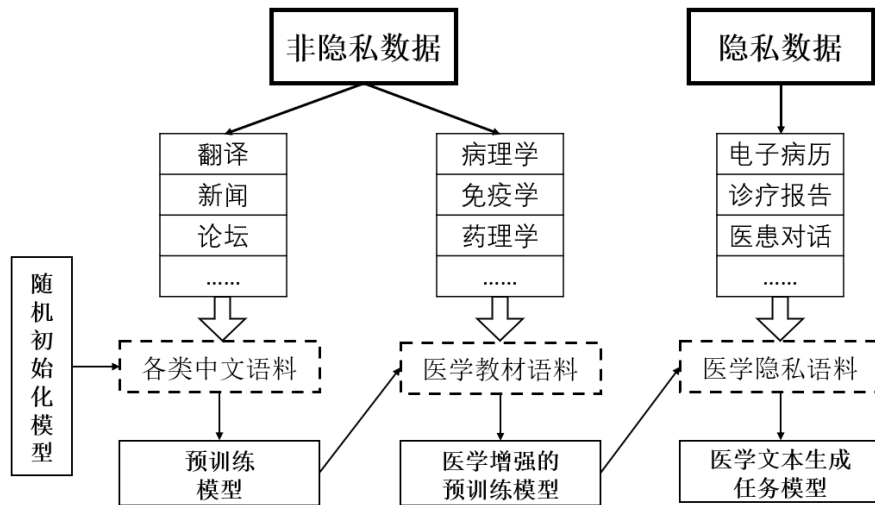 非隐私数据
隐私数据
翻译
新闻
论坛
……
病理学
免疫学
药理学
……
电子病历
诊疗报告
医患对话
……
随机初始化模型
各类中文语料
医学教材语料
医学隐私语料
预训练
模型
医学增强的
预训练模型
医学文本生成
任务模型